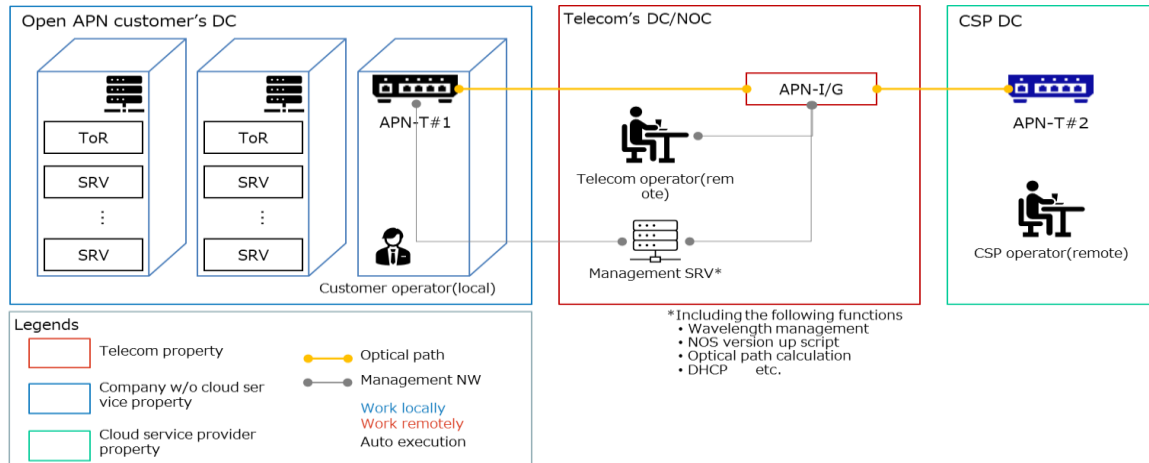 Open APN customer's DC
ToR
SRV
⋮
SRV
ToR
SRV
⋮
SRV
APN-T#1
Customer operator(local)
Telecom's DC/NOC
APN-I/G
Telecom operator(rem
ote)
Management SRV*
*Including the following functions
• Wavelength management
• NOS version up script
• Optical path calculation
• DHCP etc.
CSP DC
APN-T#2
CSP operator(remote)
Legends
Telecom property
Company w/o cloud ser
vice property
Cloud service provider
property
Optical path
Management NW
Work locally
Work remotely
Auto execution